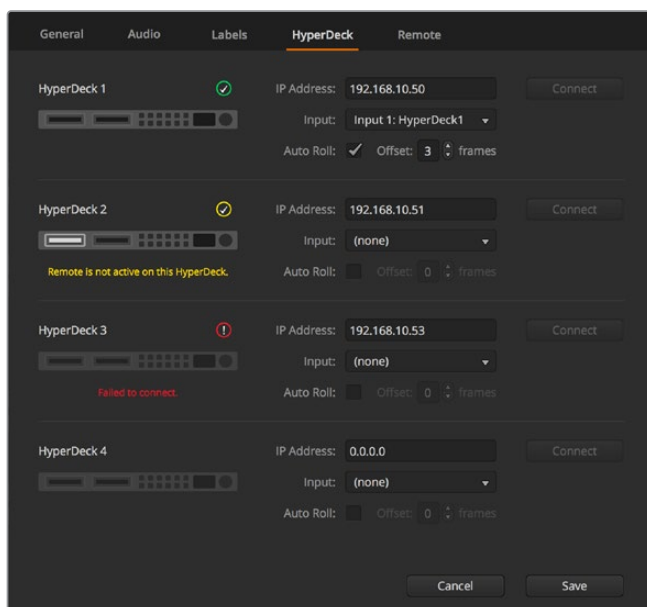 General Audio Labels HyperDeck Remote
HyperDeck 1 IP Address: 192.168.10.50 Connect
Input: Input 1: HyperDeck1
Auto Roll: Offset: 3 frames
HyperDeck 2 IP Address: 192.168.10.51 Connect
Input: (none)
Remote is not active on this HyperDeck. Auto Roll: Offset: 0 frames
HyperDeck 3 IP Address: 192.168.10.53 Connect
Input: (none)
Failed to connect. Auto Roll: Offset: 0 frames
HyperDeck 4 IP Address: 0.0.0.0 Connect
Input: (none)
Auto Roll: Offset: 0 frames
Cancel Save